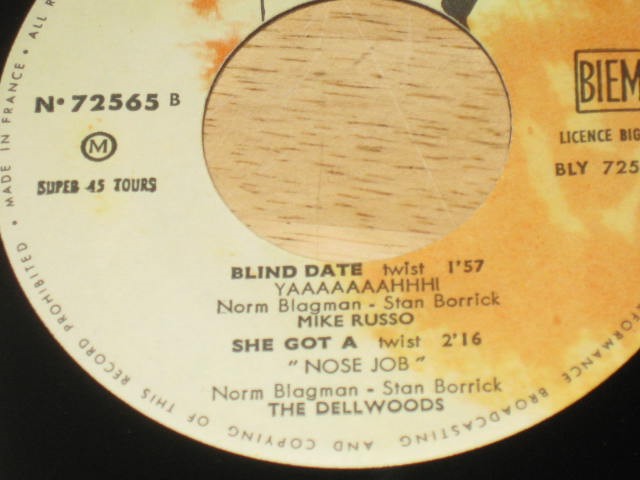 N° 72565 B
M
SUPER 45 TOURS
BIEM
LICENCE BIG
BLY 725
BLIND DATE twist 1'57
YAAAAAAAHHH!
Norm Blagman - Stan Borrick
MIKE RUSSO
SHE GOT A twist 2'16
"NOSE JOB"
Norm Blagman - Stan Borrick
THE DELLWOODS
PERFORMANCE BROADCASTING AND COPYING OF THIS RECORD PROHIBITED • MADE IN FRANCE • ALL R